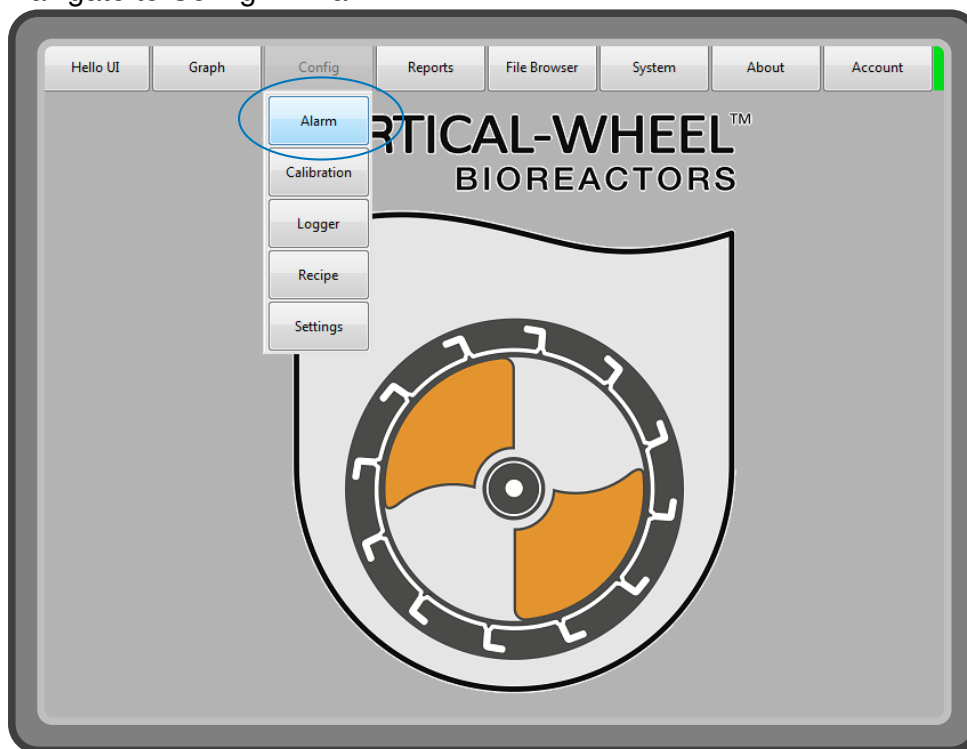 Hello UI Graph Config Reports File Browser System About Account
Alarm
RTICAL-WHEEL™
Calibration
BIOREACTORS
Logger
Recipe
Settings